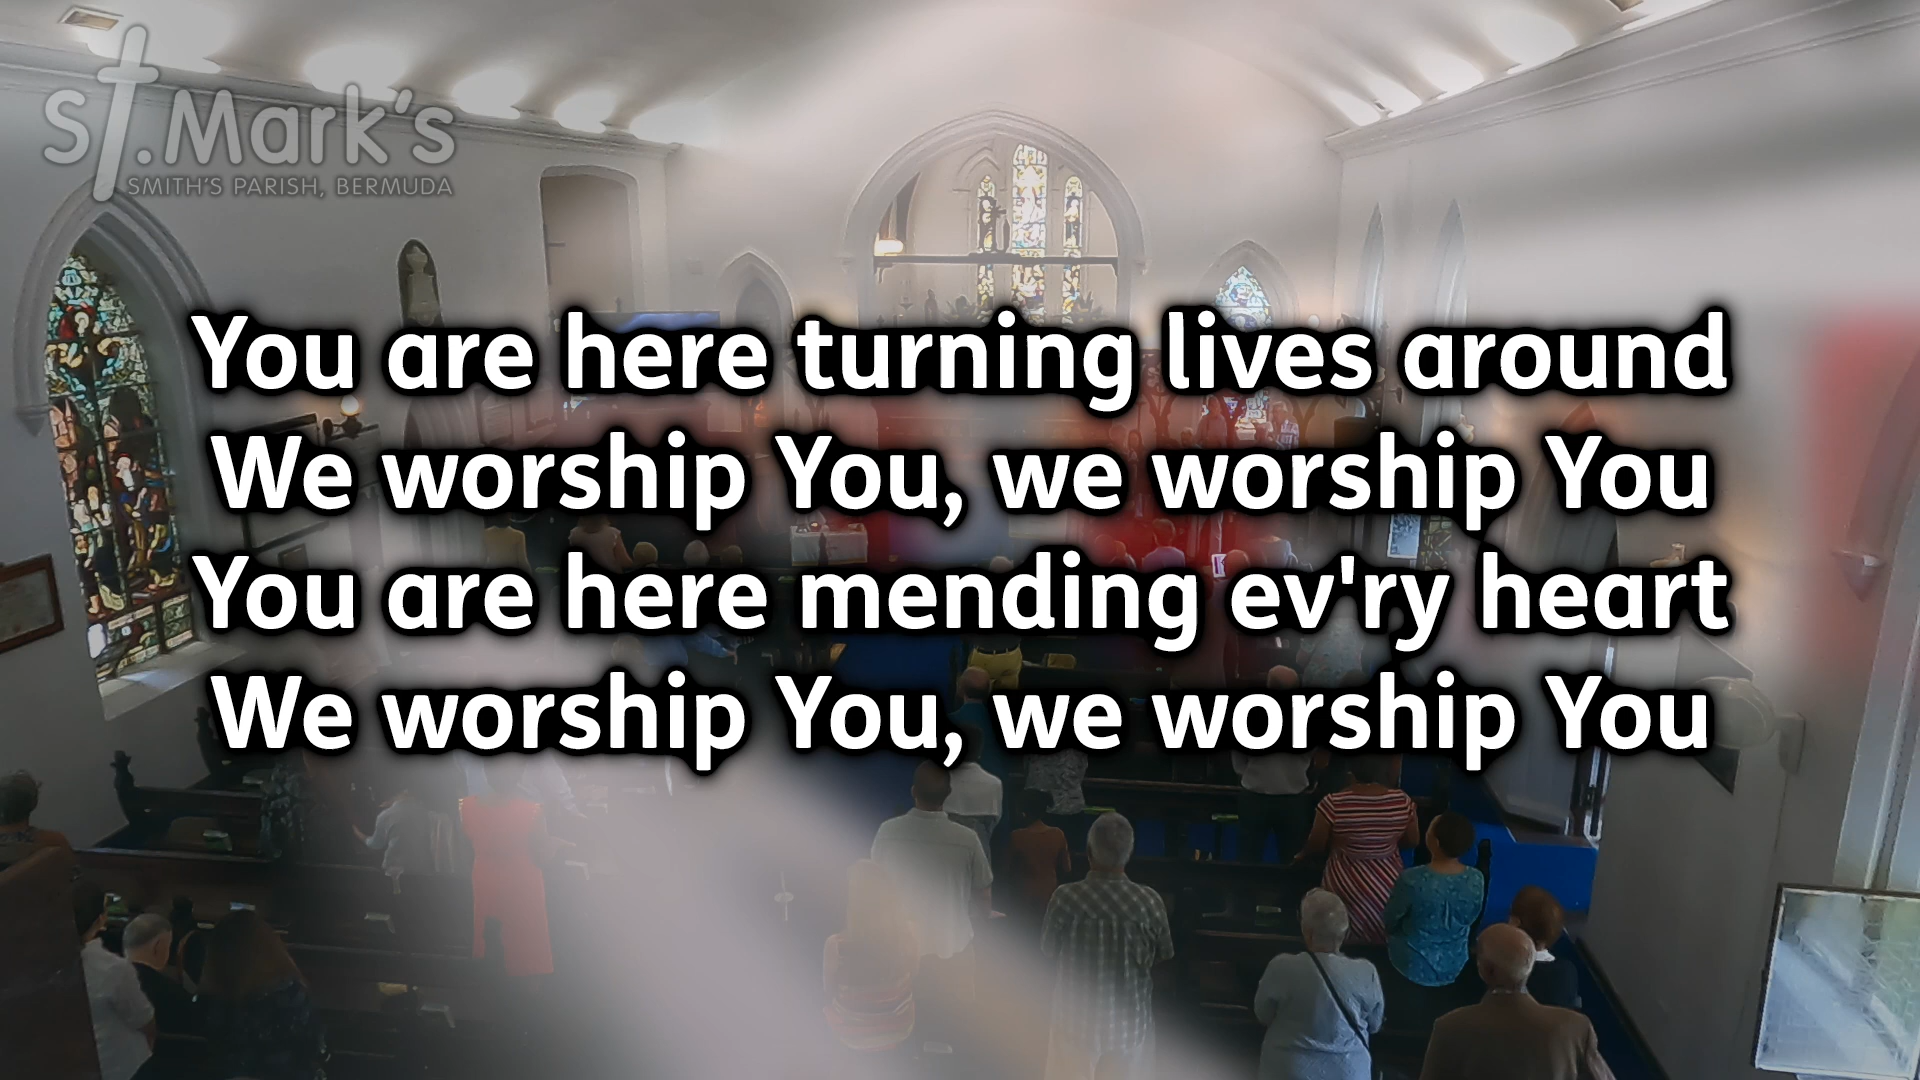 St. Mark's
SMITH'S PARISH, BERMUDA
You are here turning lives around
We worship You, we worship You
You are here mending ev'ry heart
We worship You, we worship You